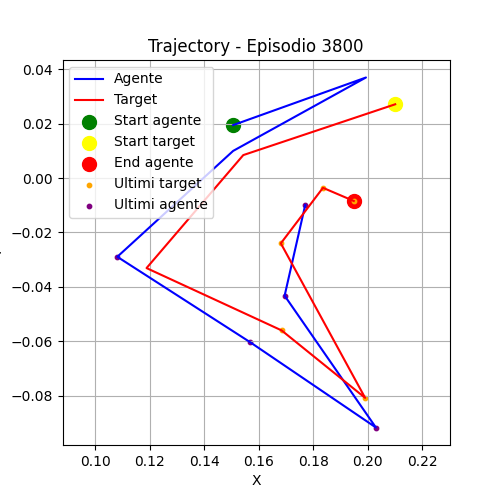 Trajectory - Episodio 3800
Agente
Target
Start agente
Start target
End agente
Ultimi target
Ultimi agente
0.04
0.02
0.00
−0.02
−0.04
−0.06
−0.08
0.10 0.12 0.14 0.16 0.18 0.20 0.22
X